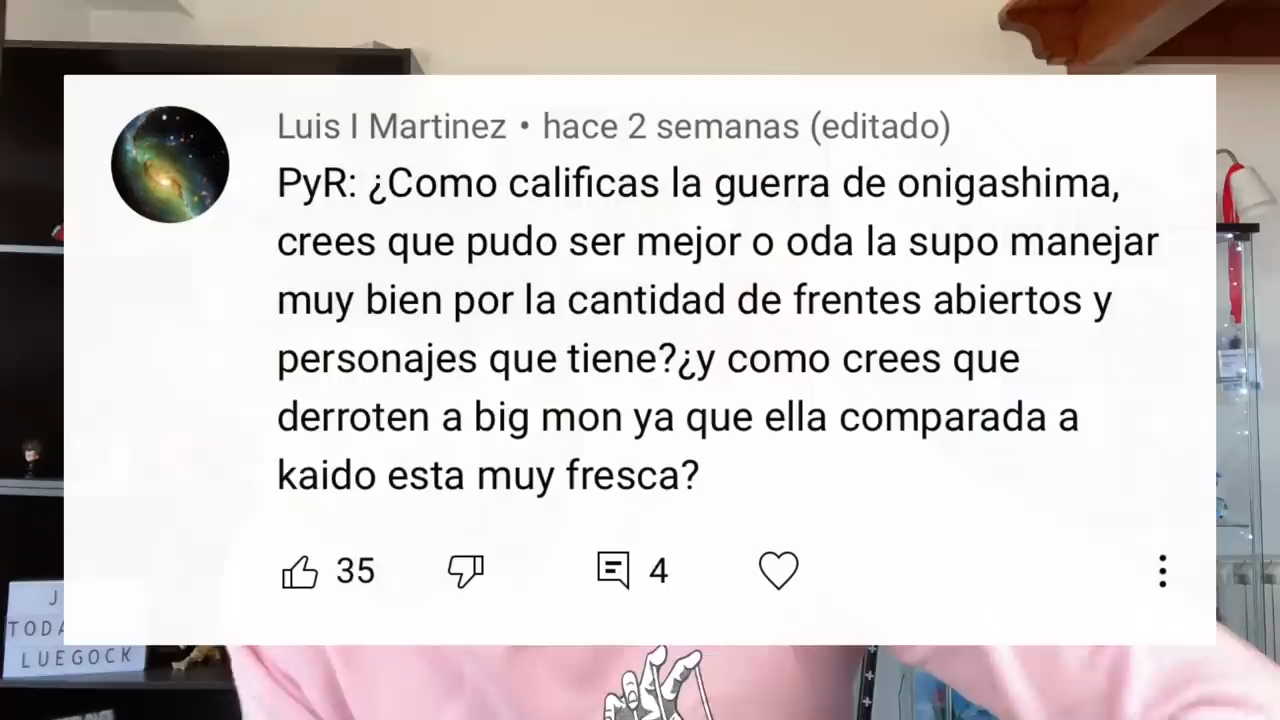 Luis I Martinez • hace 2 semanas (editado)
PyR: ¿Como calificas la guerra de onigashima,
crees que pudo ser mejor o oda la supo manejar
muy bien por la cantidad de frentes abiertos y
personajes que tiene?¿y como crees que
derroten a big mon ya que ella comparada a
kaido esta muy fresca?
35
4
J
TODA
LUEGOCK